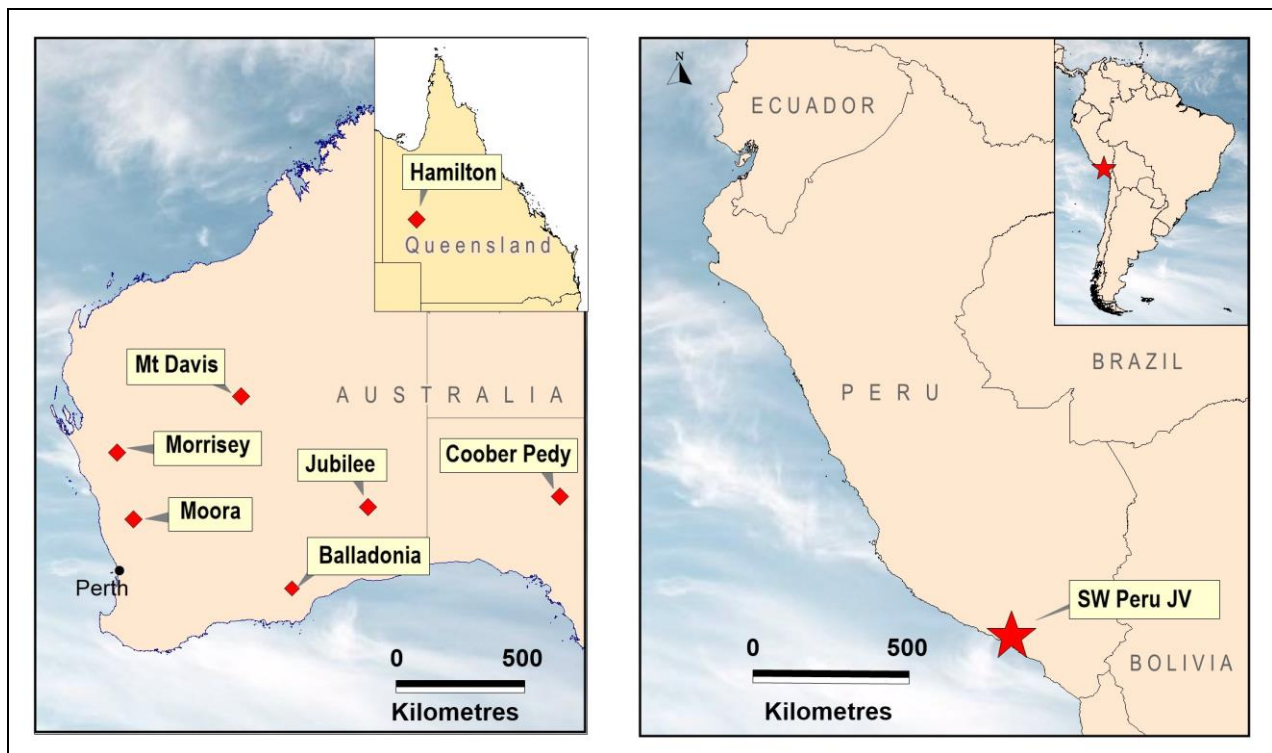 Hamilton
Queensland
Mt Davis
AUSTRALIA
Morrisey
Jubilee
Coober Pedy
Moora
Balladonia
Perth
0 500
Kilometres
N
ECUADOR
BRAZIL
PERU
SW Peru JV
BOLIVIA
0 500
Kilometres